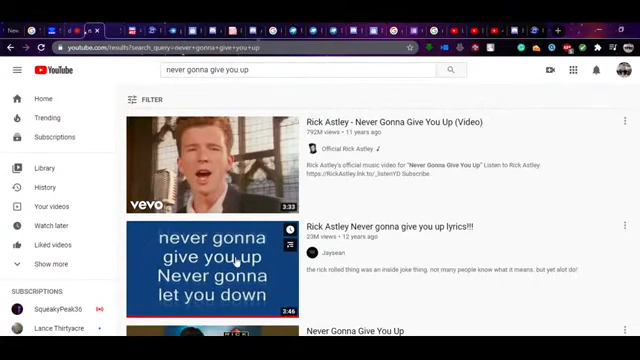 New
youtube.com/results?search_query=never+gonna+give+you+up
YouTube
never gonna give you up
Home
Trending
Subscriptions
Library
History
Your videos
Watch later
Liked videos
Show more
SUBSCRIPTIONS
SqueakyPeak36
Lance Thirtyacre
FILTER
vevo
3:33
Rick Astley - Never Gonna Give You Up (Video)
792M views • 11 years ago
Official Rick Astley
Rick Astley's official music video for "Never Gonna Give You Up" Listen to Rick Astley:
https://RickAstley.lnk.to/_listenYD Subscribe
never gonna
give you up
Never gonna
let you down
3:46
Rick Astley Never gonna give you up lyrics!!!
23M views • 12 years ago
Jaysean
the rick rolled thing was an inside joke thing, not many people know what it means.. but yet alot do!
Never Gonna Give You Up